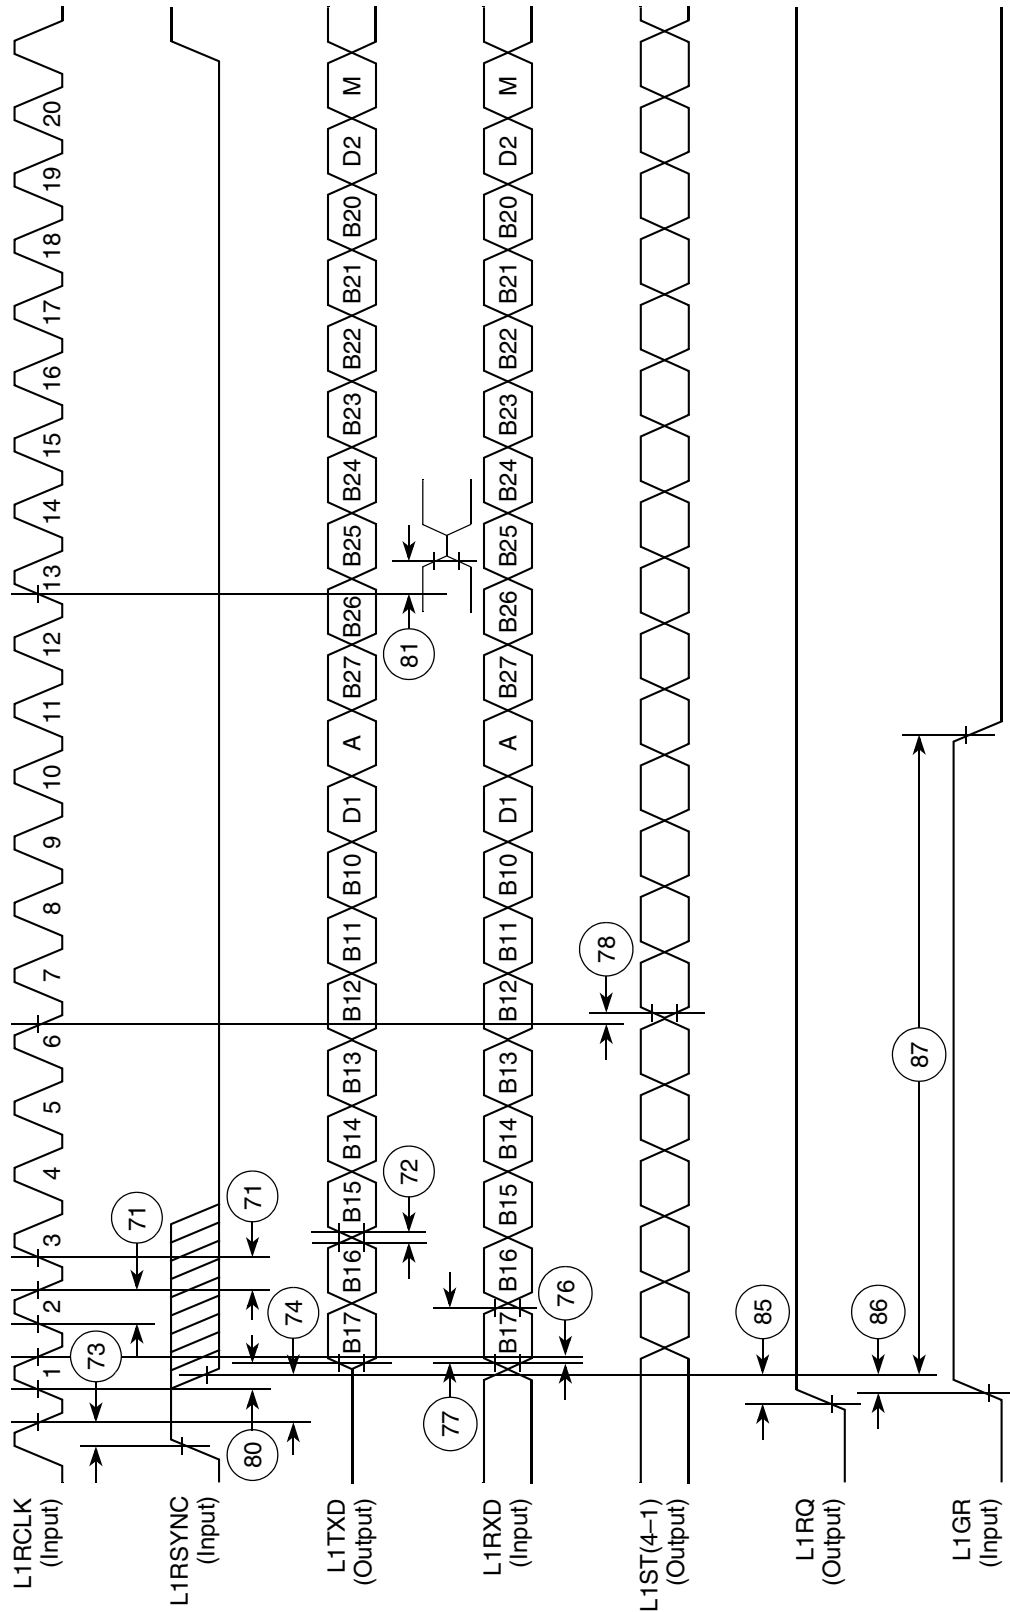 L1RCLK
(Input)
1 2 3 4 5 6 7 8 9 10 11 12 13 14 15 16 17 18 19 20
73
71
L1RSYNC
(Input)
80
74
71
L1TXD
(Output)
B17 B16 B15 B14 B13 B12 B11 B10 D1 A B27 B26 B25 B24 B23 B22 B21 B20 D2 M
72
81
L1RXD
(Input)
B17 B16 B15 B14 B13 B12 B11 B10 D1 A B27 B26 B25 B24 B23 B22 B21 B20 D2 M
77
76
78
L1ST(4–1)
(Output)
85
L1RQ
(Output)
86
87
L1GR
(Input)